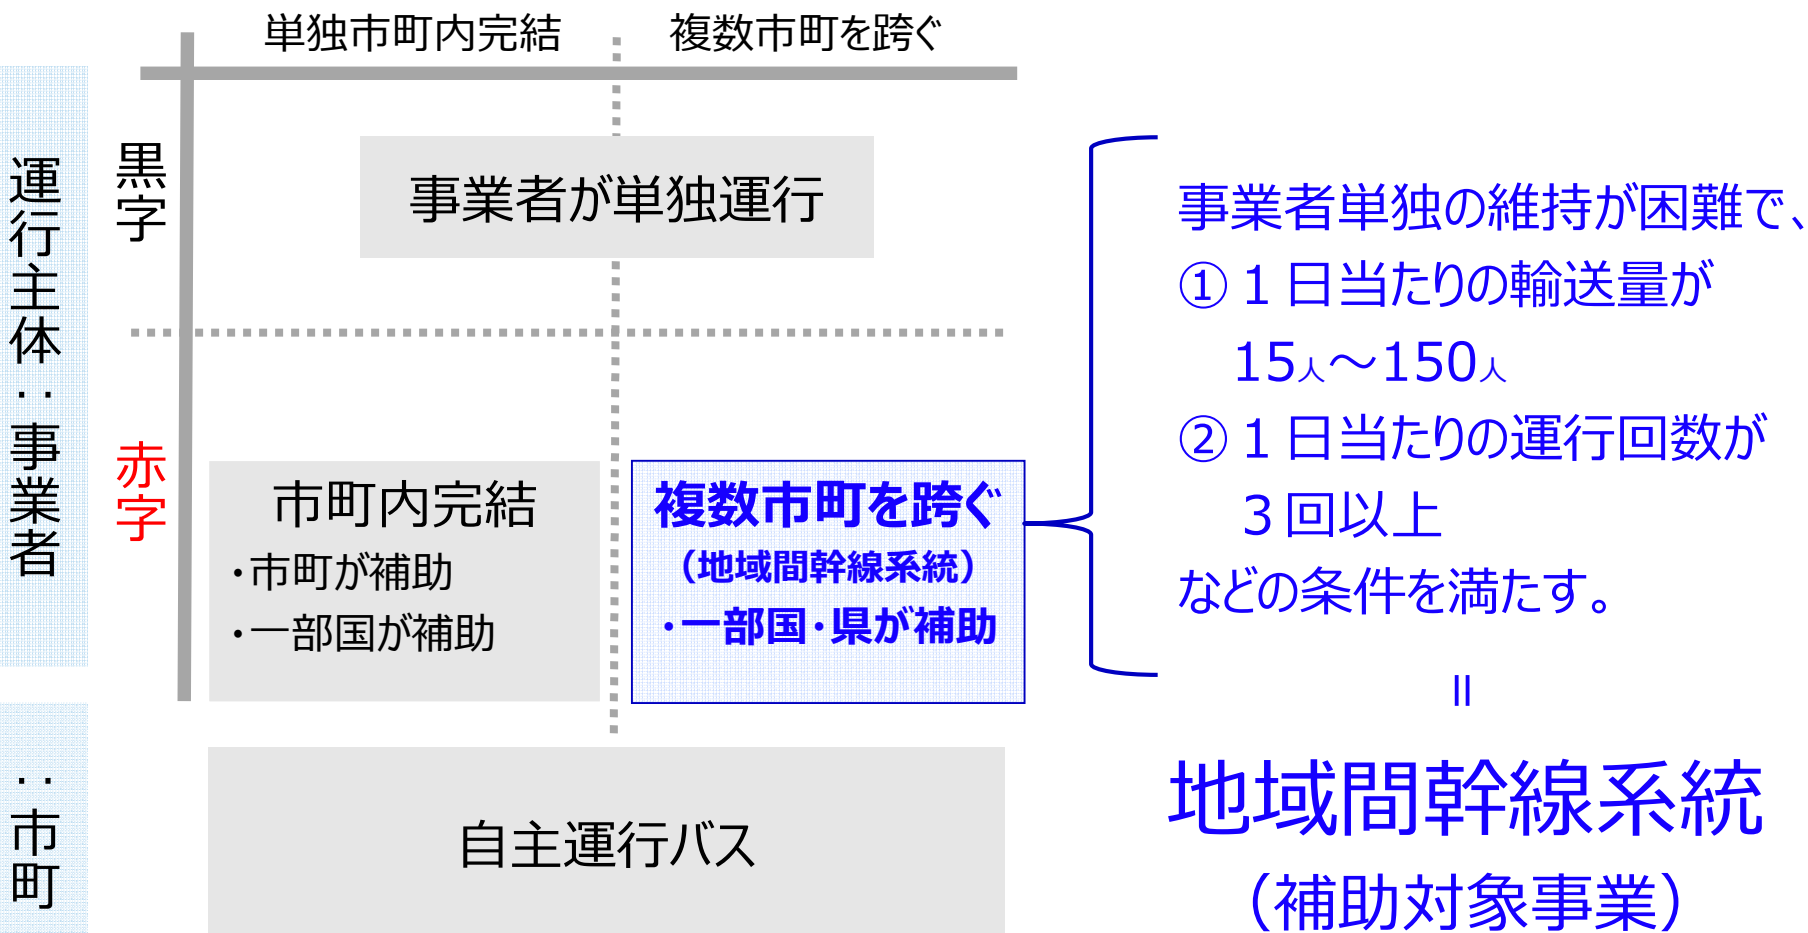 単独市町内完結
複数市町を跨ぐ
運行主体：事業者
黒字
事業者が単独運行
赤字
市町内完結
・市町が補助
・一部国が補助
複数市町を跨ぐ
（地域間幹線系統）
・一部国・県が補助
：市町
自主運行バス
事業者単独の維持が困難で、
①１日当たりの輸送量が
15人～150人
②１日当たりの運行回数が
３回以上
などの条件を満たす。
＝
地域間幹線系統
（補助対象事業）